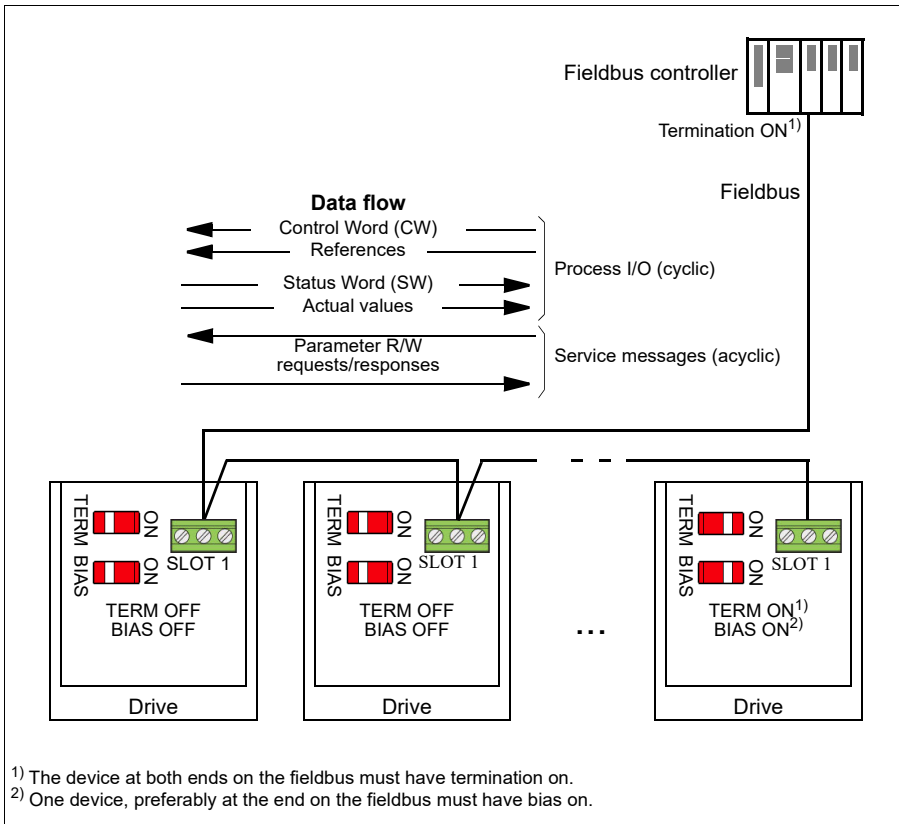 Fieldbus controller
Termination ON1)
Fieldbus
Data flow
Control Word (CW)
References
Status Word (SW)
Actual values
Process I/O (cyclic)
Parameter R/W
requests/responses
Service messages (acyclic)
TERM
ON
BIAS
ON
SLOT 1
TERM OFF
BIAS OFF
Drive
TERM
ON
BIAS
ON
SLOT 1
TERM OFF
BIAS OFF
Drive
...
TERM
ON
BIAS
ON
SLOT 1
TERM ON1)
BIAS ON2)
Drive
1) The device at both ends on the fieldbus must have termination on.
2) One device, preferably at the end on the fieldbus must have bias on.